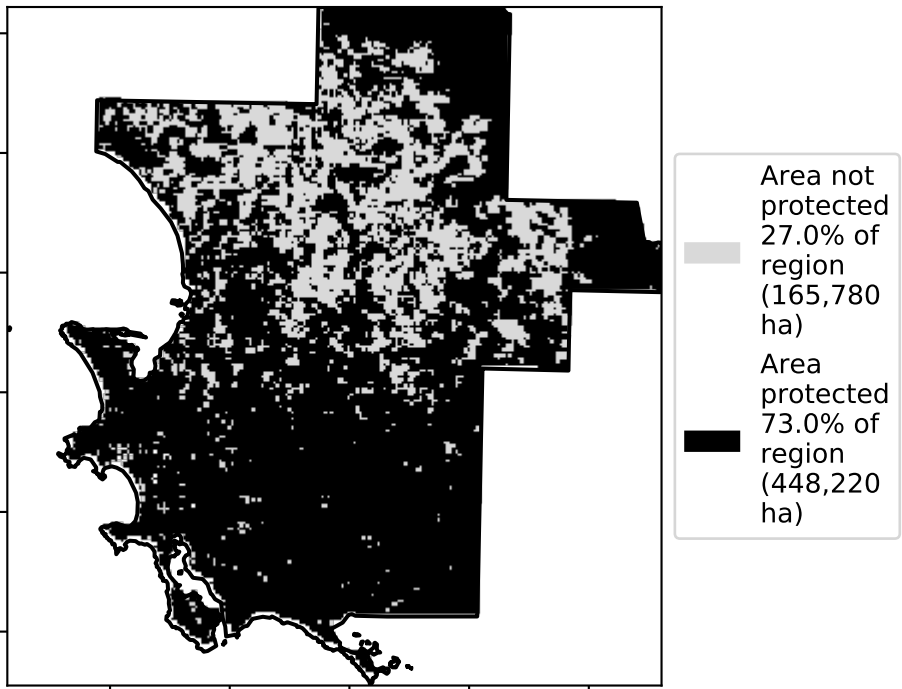 Area not
protected
27.0% of
region
(165,780
ha)
Area
protected
73.0% of
region
(448,220
ha)